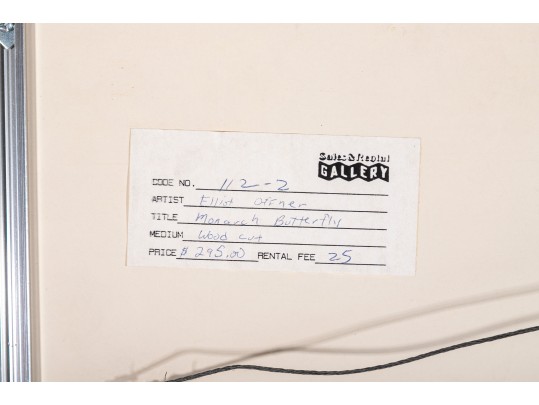 Sales & Rental
GALLERY
CODE NO. 112-2
ARTIST Elliot Offner
TITLE Monarch Butterfly
MEDIUM Wood cut
PRICE $295.00 RENTAL FEE 25